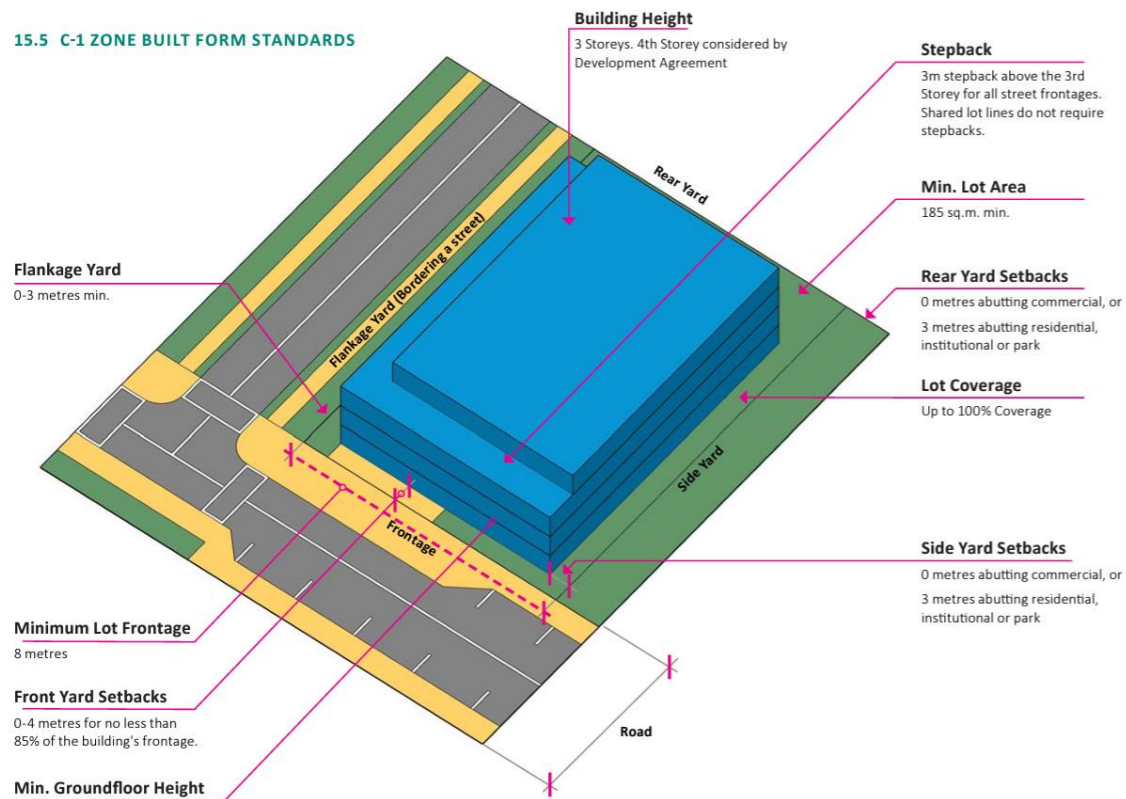 15.5 C-1 ZONE BUILT FORM STANDARDS
Building Height
3 Storeys. 4th Storey considered by
Development Agreement
Stepback
3m stepback above the 3rd
Storey for all street frontages.
Shared lot lines do not require
stepbacks.
Rear Yard
Min. Lot Area
185 sq.m. min.
Flankage Yard
0-3 metres min.
Flankage Yard (Bordering a street)
Rear Yard Setbacks
0 metres abutting commercial, or
3 metres abutting residential,
institutional or park
Lot Coverage
Up to 100% Coverage
Side Yard
Frontage
Side Yard Setbacks
0 metres abutting commercial, or
3 metres abutting residential,
institutional or park
Minimum Lot Frontage
8 metres
Front Yard Setbacks
0-4 metres for no less than
85% of the building's frontage.
Road
Min. Groundfloor Height